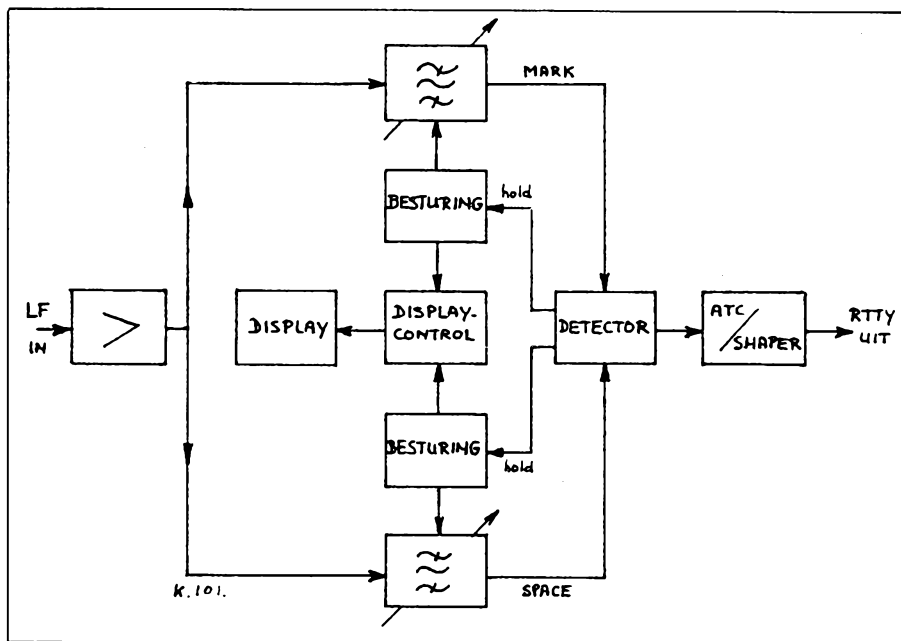 MARK
BESTURING
hold
LF
IN
DISPLAY
DISPLAY-
CONTROL
DETECTOR
ATC
SHAPER
RTTY
UIT
BESTURING
hold
K.101.
SPACE